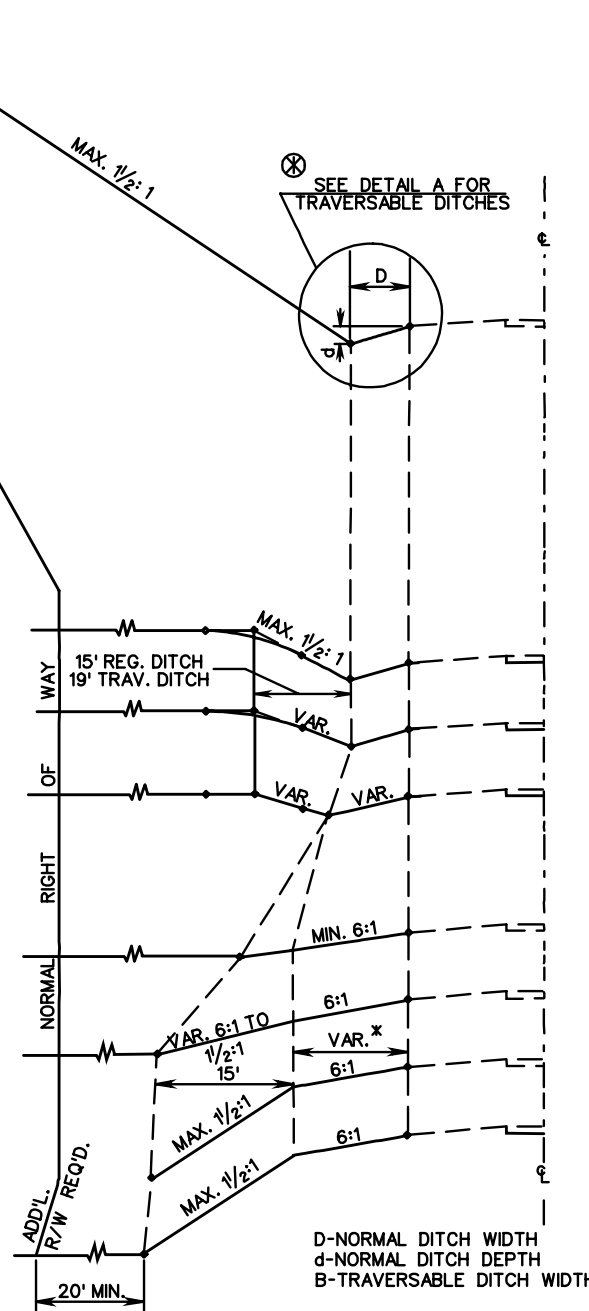 MAX. 1½:1
SEE DETAIL A FOR
TRAVERSABLE DITCHES
D
℄
d
MAX. 1½:1
15' REG. DITCH
19' TRAV. DITCH
VAR.
VAR.
VAR.
NORMAL RIGHT OF WAY
MIN. 6:1
VAR. 6:1 TO
1½:1
6:1
VAR.*
15'
6:1
MAX. 1½:1
6:1
MAX. 1½:1
℄
ADD'L.
R/W REQ'D.
D-NORMAL DITCH WIDTH
d-NORMAL DITCH DEPTH
B-TRAVERSABLE DITCH WIDTH
20' MIN.